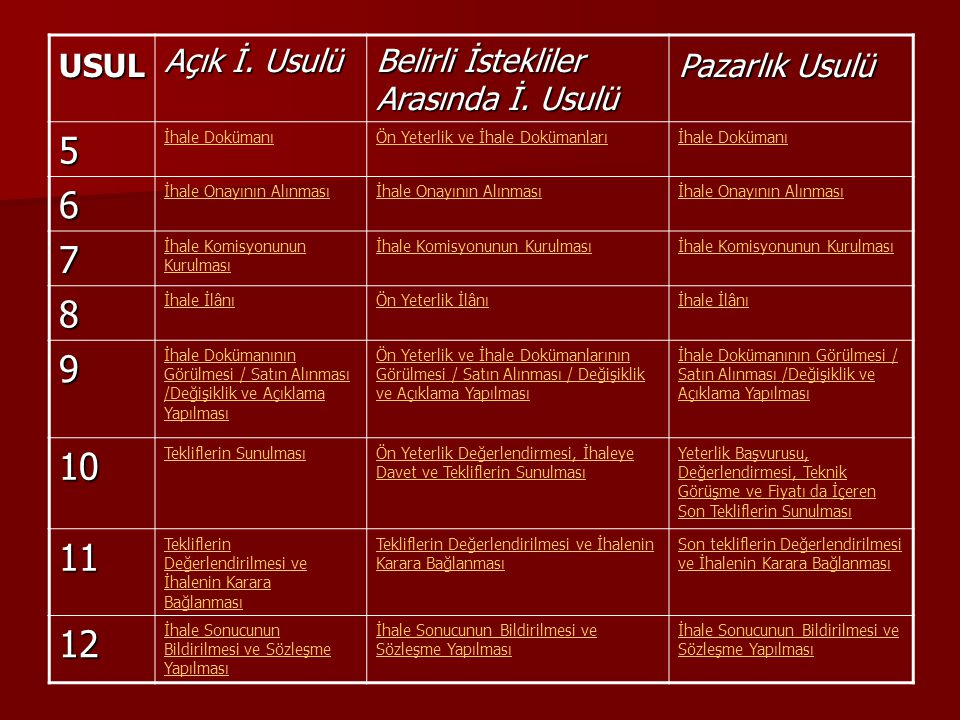 USUL
Açık İ. Usulü
Belirli İstekliler
Arasında İ. Usulü
Pazarlık Usulü
5
İhale Dokümanı
Ön Yeterlik ve İhale Dokümanları
İhale Dokümanı
6
İhale Onayının Alınması
İhale Onayının Alınması
İhale Onayının Alınması
7
İhale Komisyonunun
Kurulması
İhale Komisyonunun Kurulması
İhale Komisyonunun Kurulması
8
İhale İlânı
Ön Yeterlik İlânı
İhale İlânı
9
İhale Dokümanının
Görülmesi / Satın Alınması
/Değişiklik ve Açıklama
Yapılması
Ön Yeterlik ve İhale Dokümanlarının
Görülmesi / Satın Alınması / Değişiklik
ve Açıklama Yapılması
İhale Dokümanının Görülmesi /
Satın Alınması /Değişiklik ve
Açıklama Yapılması
10
Tekliflerin Sunulması
Ön Yeterlik Değerlendirmesi, İhaleye
Davet ve Tekliflerin Sunulması
Yeterlik Başvurusu,
Değerlendirmesi, Teknik
Görüşme ve Fiyatı da İçeren
Son Tekliflerin Sunulması
11
Tekliflerin
Değerlendirilmesi ve
İhalenin Karara
Bağlanması
Tekliflerin Değerlendirilmesi ve İhalenin
Karara Bağlanması
Son tekliflerin Değerlendirilmesi
ve İhalenin Karara Bağlanması
12
İhale Sonucunun
Bildirilmesi ve Sözleşme
Yapılması
İhale Sonucunun Bildirilmesi ve
Sözleşme Yapılması
İhale Sonucunun Bildirilmesi ve
Sözleşme Yapılması